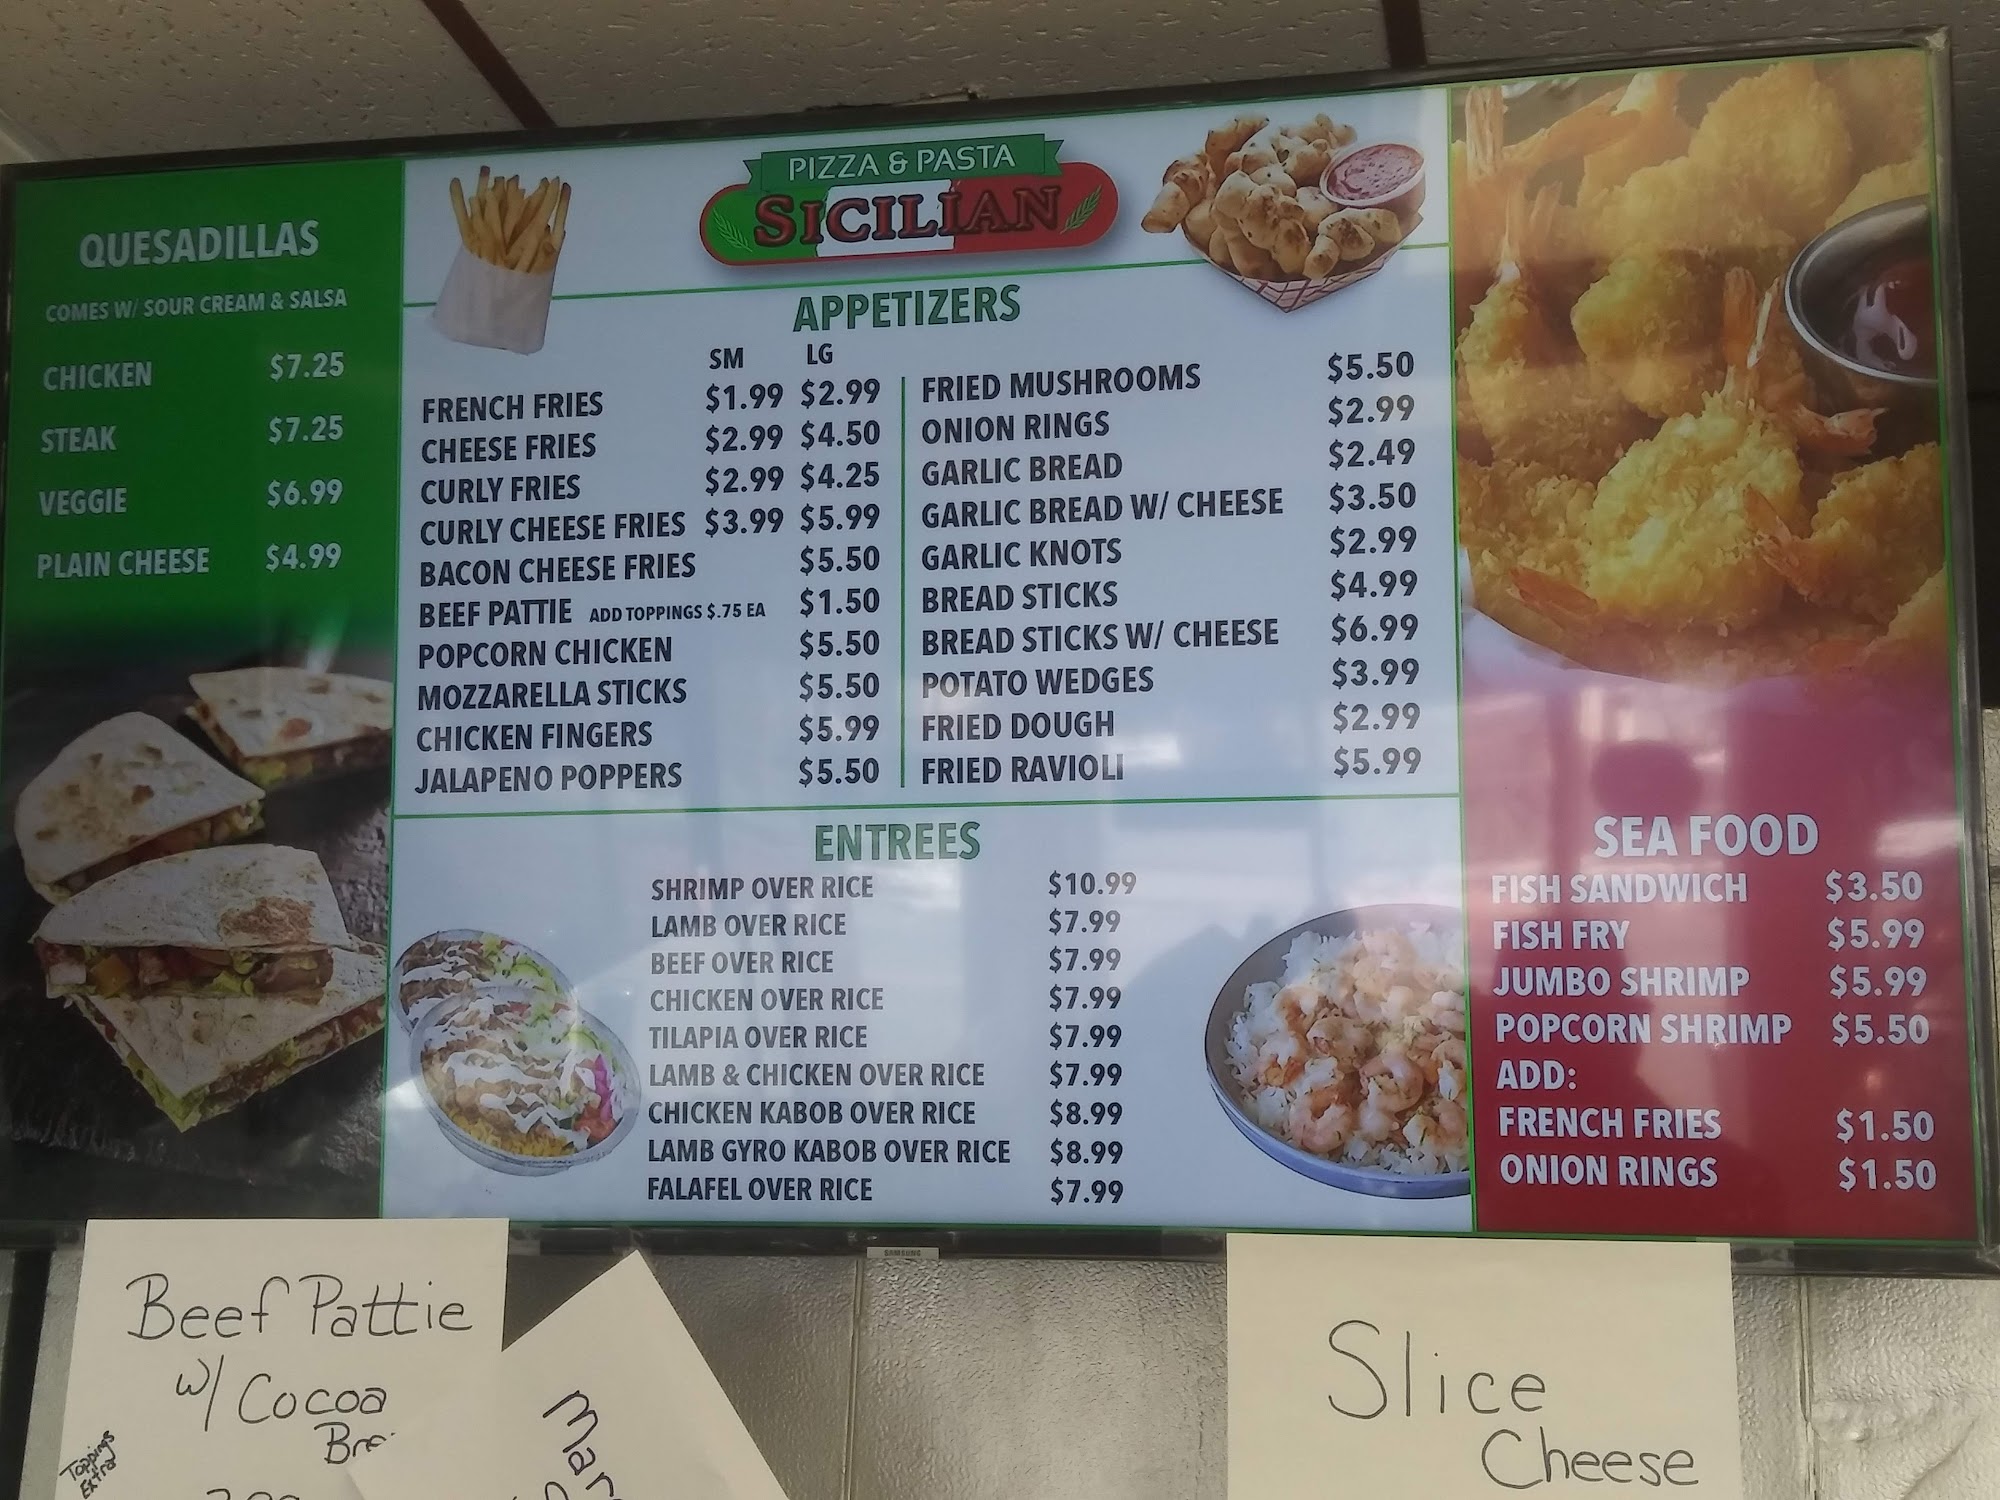 PIZZA & PASTA
SICILIAN
QUESADILLAS
COMES W/ SOUR CREAM & SALSA
CHICKEN $7.25
STEAK $7.25
VEGGIE $6.99
PLAIN CHEESE $4.99
APPETIZERS
SM LG
FRENCH FRIES $1.99 $2.99
CHEESE FRIES $2.99 $4.50
CURLY FRIES $2.99 $4.25
CURLY CHEESE FRIES $3.99 $5.99
BACON CHEESE FRIES $5.50
BEEF PATTIE ADD TOPPINGS $.75 EA $1.50
POPCORN CHICKEN $5.50
MOZZARELLA STICKS $5.50
CHICKEN FINGERS $5.99
JALAPENO POPPERS $5.50
FRIED MUSHROOMS $5.50
ONION RINGS $2.99
GARLIC BREAD $2.49
GARLIC BREAD W/ CHEESE $3.50
GARLIC KNOTS $2.99
BREAD STICKS $4.99
BREAD STICKS W/ CHEESE $6.99
POTATO WEDGES $3.99
FRIED DOUGH $2.99
FRIED RAVIOLI $5.99
ENTREES
SHRIMP OVER RICE $10.99
LAMB OVER RICE $7.99
BEEF OVER RICE $7.99
CHICKEN OVER RICE $7.99
TILAPIA OVER RICE $7.99
LAMB & CHICKEN OVER RICE $7.99
CHICKEN KABOB OVER RICE $8.99
LAMB GYRO KABOB OVER RICE $8.99
FALAFEL OVER RICE $7.99
SEA FOOD
FISH SANDWICH $3.50
FISH FRY $5.99
JUMBO SHRIMP $5.99
POPCORN SHRIMP $5.50
ADD:
FRENCH FRIES $1.50
ONION RINGS $1.50
SAMSUNG
Beef Pattie
w/ Cocoa
Toppings
Extra
Slice
Cheese